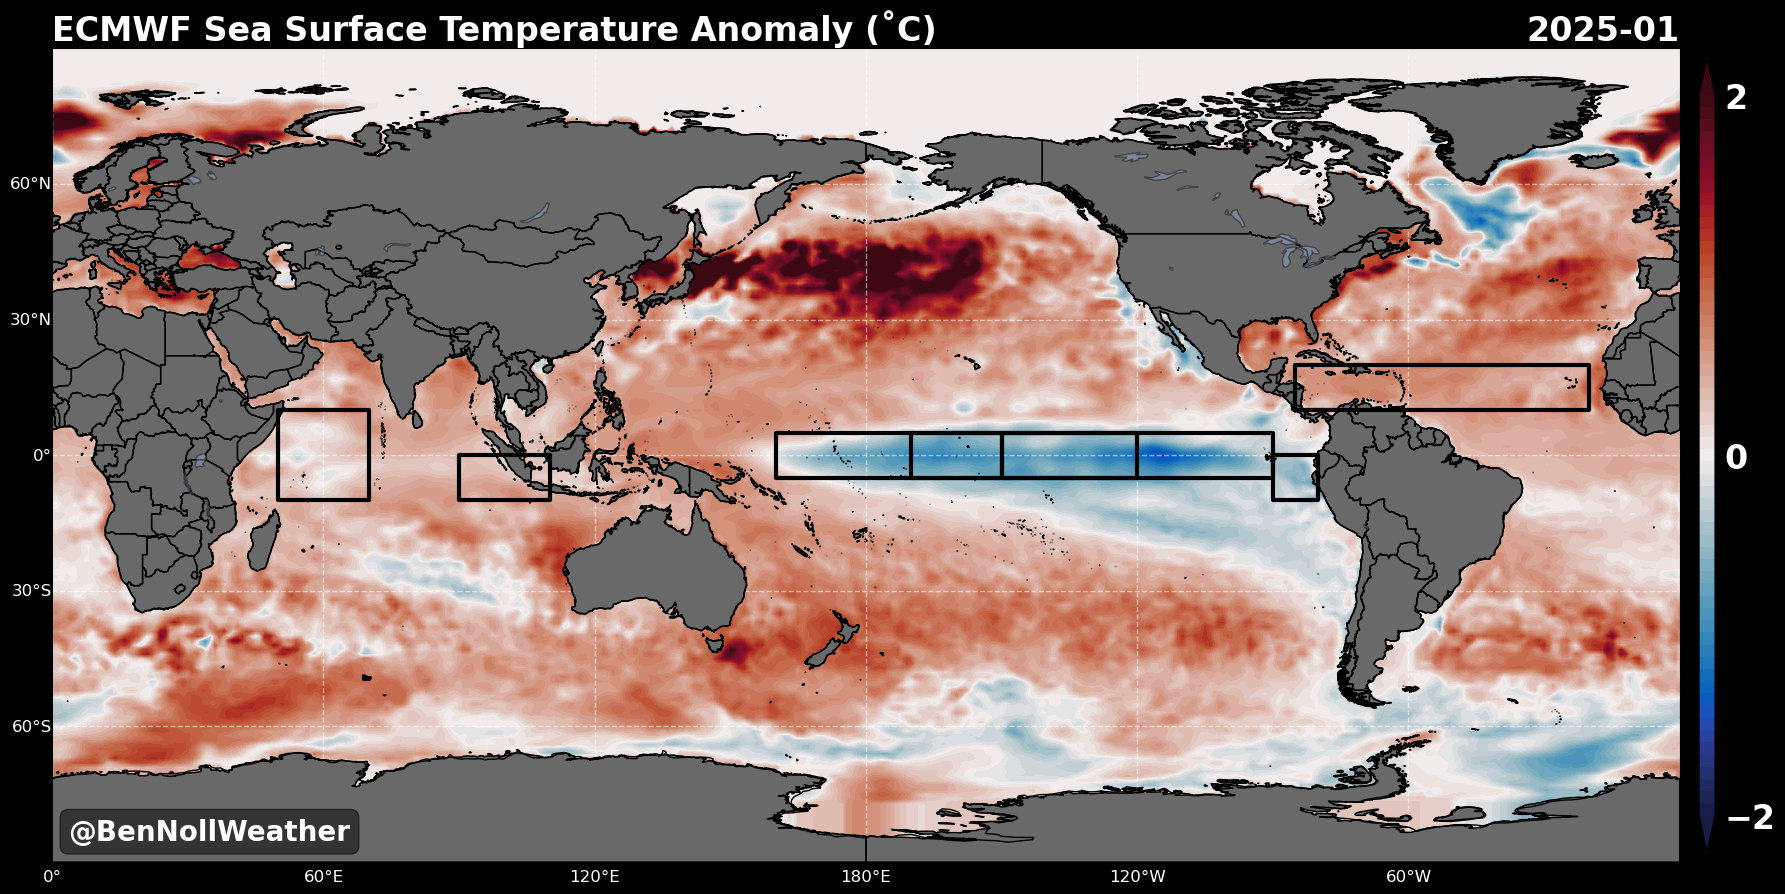 ECMWF Sea Surface Temperature Anomaly (˚C)
2025-01
2
0
−2
60°N
30°N
0°
30°S
60°S
@BenNollWeather
0°
60°E
120°E
180°E
120°W
60°W